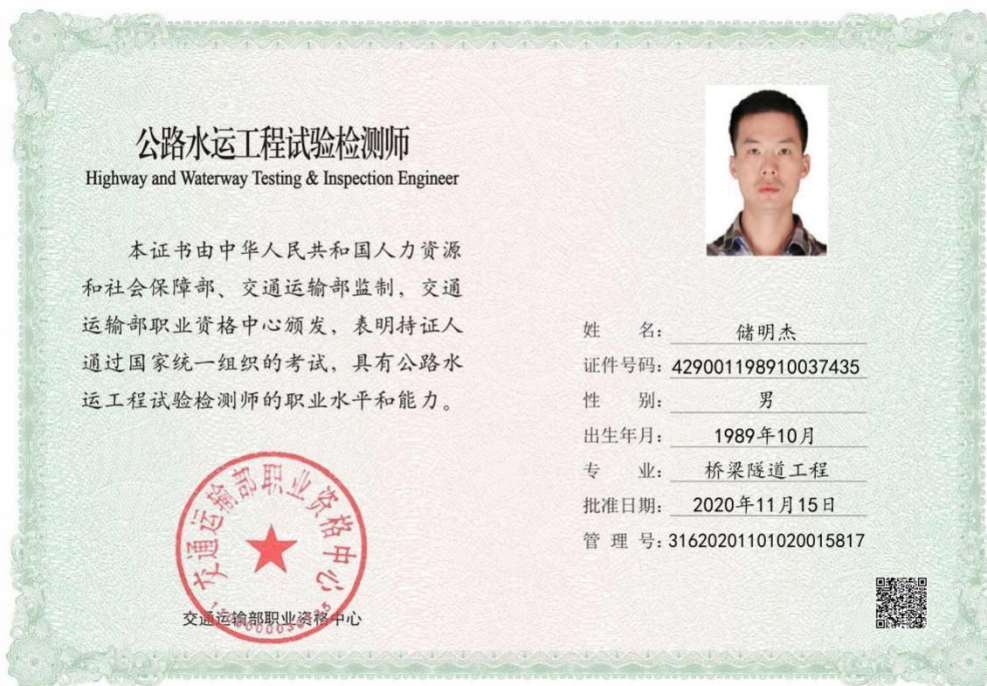 公路水运工程试验检测师
Highway and Waterway Testing & Inspection Engineer
本证书由中华人民共和国人力资源
和社会保障部、交通运输部监制，交通
运输部职业资格中心颁发，表明持证人
通过国家统一组织的考试，具有公路水
运工程试验检测师的职业水平和能力。
交通运输部职业资格中心
交通运输部职业资格中心
姓 名： 储明杰
证件号码：429001198910037435
性 别： 男
出生年月： 1989年10月
专 业： 桥梁隧道工程
批准日期： 2020年11月15日
管 理 号：31620201101020015817